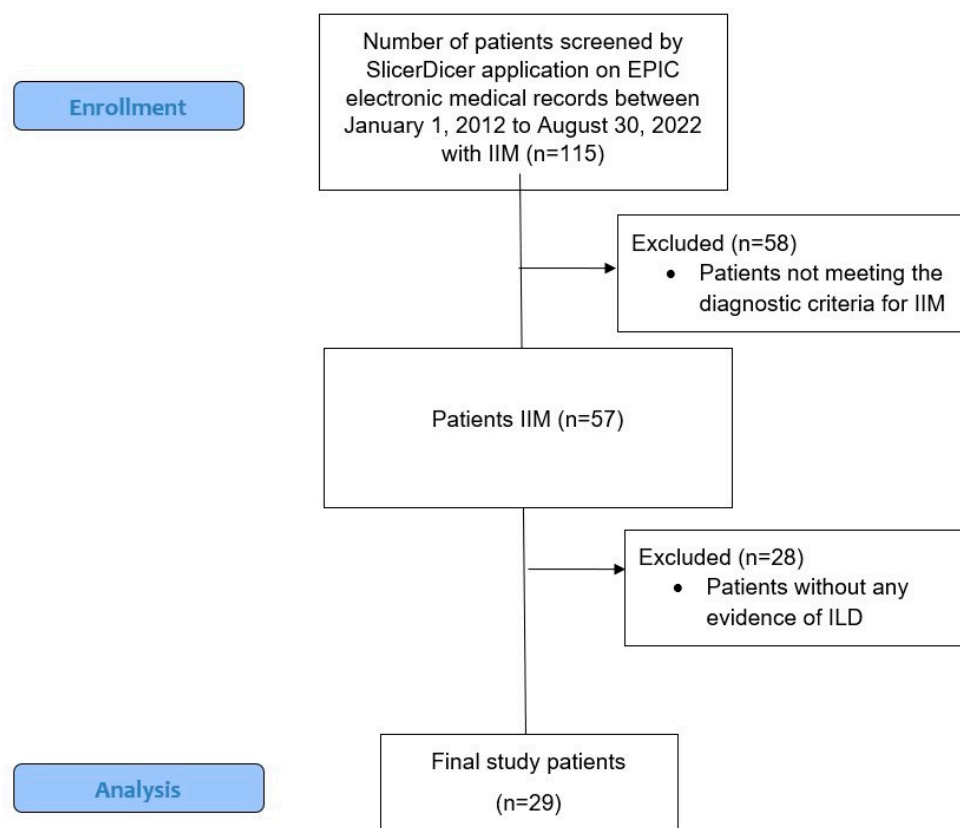 Number of patients screened by
SlicerDicer application on EPIC
electronic medical records between
January 1, 2012 to August 30, 2022
with IIM (n=115)
Enrollment
Excluded (n=58)
• Patients not meeting the
diagnostic criteria for IIM
Patients IIM (n=57)
Excluded (n=28)
• Patients without any
evidence of ILD
Final study patients
(n=29)
Analysis